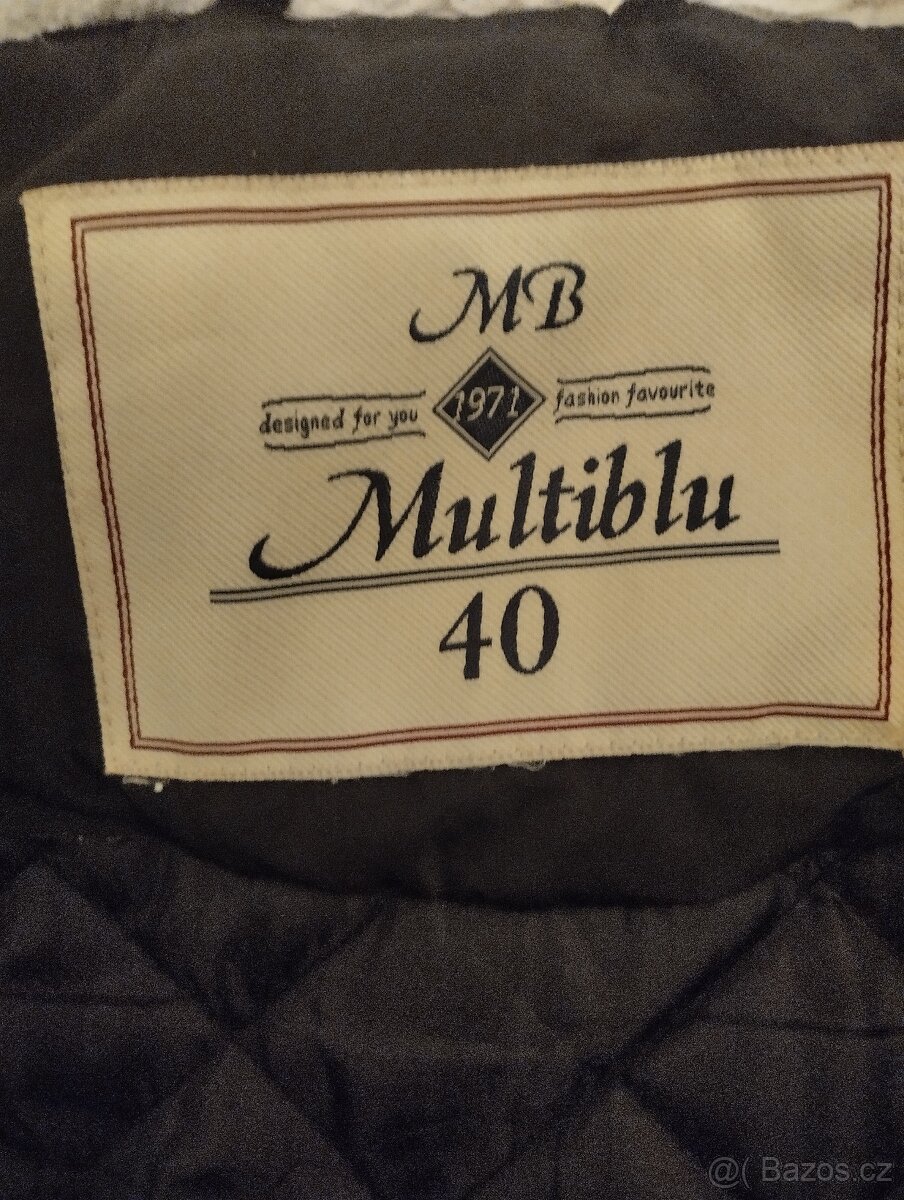 MB
designed for you 1971 fashion favourite
Multiblu
40
@( Bazos.cz